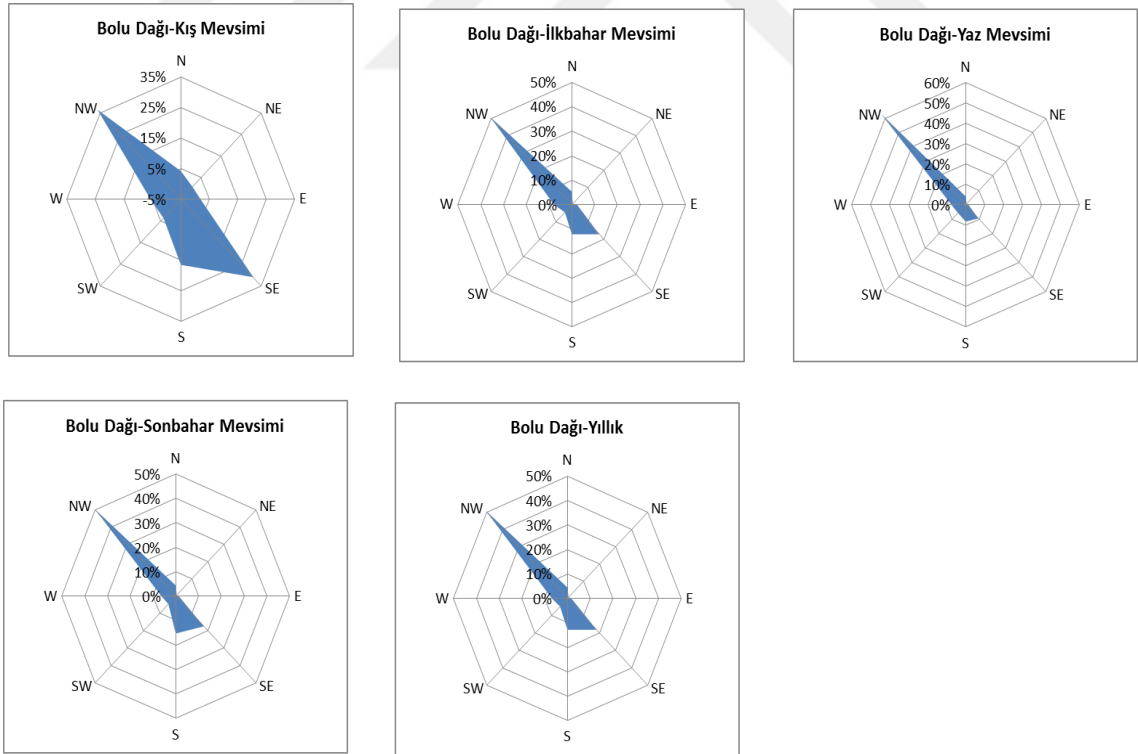 Bolu Dağı-Kış Mevsimi
N
35%
NW
NE
25%
15%
5%
W
-5%
E
SW
SE
S
Bolu Dağı-İlkbahar Mevsimi
N
50%
NW
NE
40%
30%
20%
10%
W
0%
E
SW
SE
S
Bolu Dağı-Yaz Mevsimi
N
60%
NW
NE
50%
40%
30%
20%
10%
W
0%
E
SW
SE
S
Bolu Dağı-Sonbahar Mevsimi
N
50%
NW
NE
40%
30%
20%
10%
W
0%
E
SW
SE
S
Bolu Dağı-Yıllık
N
50%
NW
NE
40%
30%
20%
10%
W
0%
E
SW
SE
S